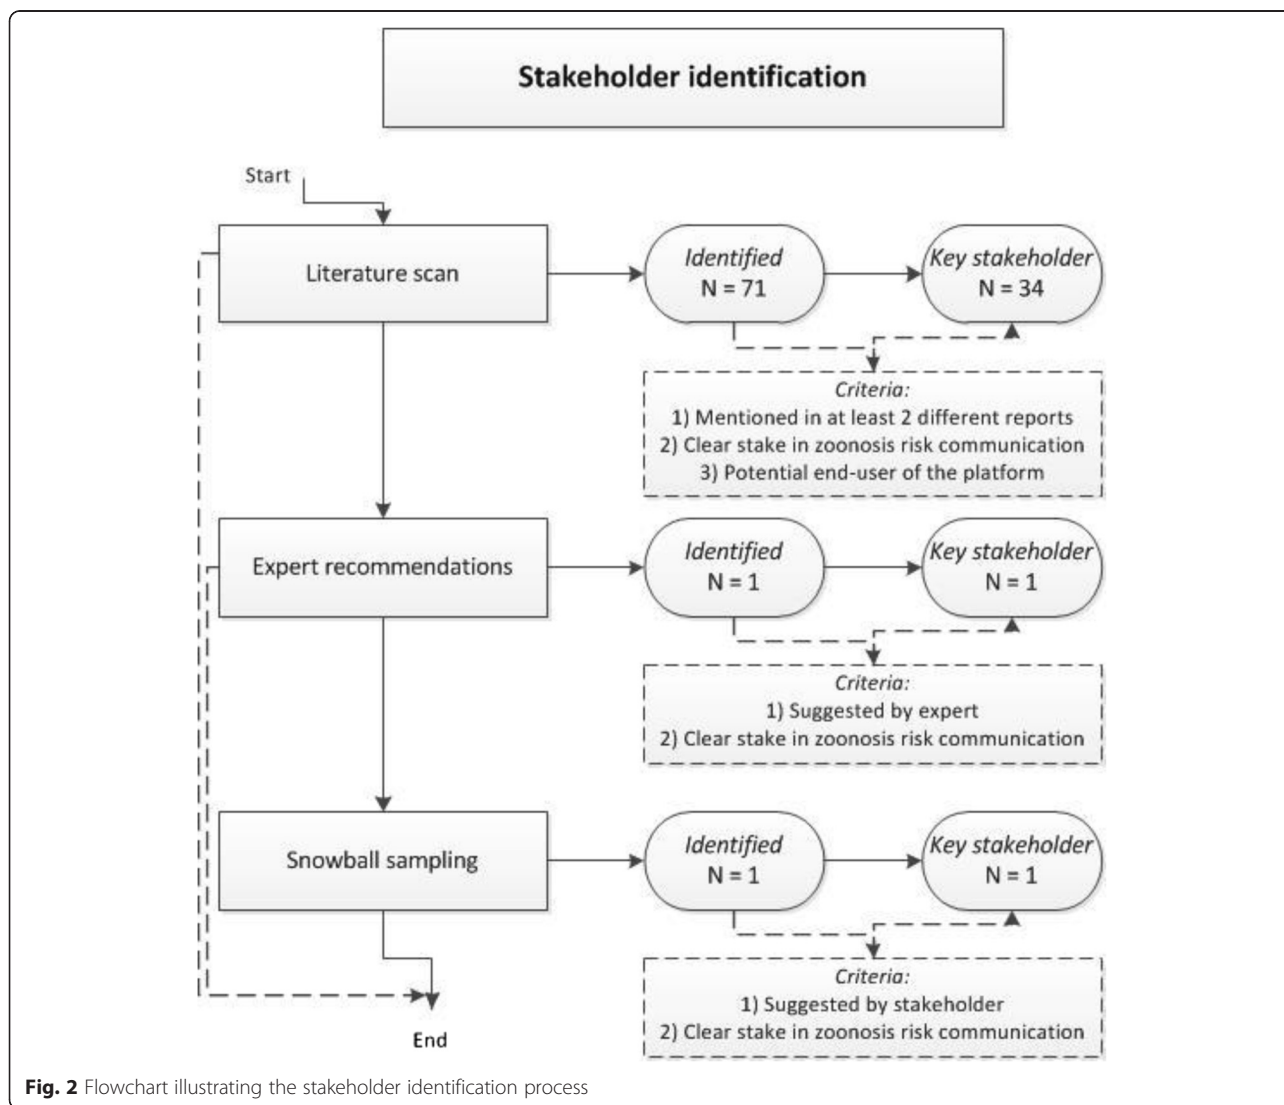 Stakeholder identification
Start
Literature scan
Identified
N = 71
Key stakeholder
N = 34
Criteria:
1) Mentioned in at least 2 different reports
2) Clear stake in zoonosis risk communication
3) Potential end-user of the platform
Expert recommendations
Identified
N = 1
Key stakeholder
N = 1
Criteria:
1) Suggested by expert
2) Clear stake in zoonosis risk communication
Snowball sampling
Identified
N = 1
Key stakeholder
N = 1
Criteria:
1) Suggested by stakeholder
2) Clear stake in zoonosis risk communication
End
Fig. 2 Flowchart illustrating the stakeholder identification process